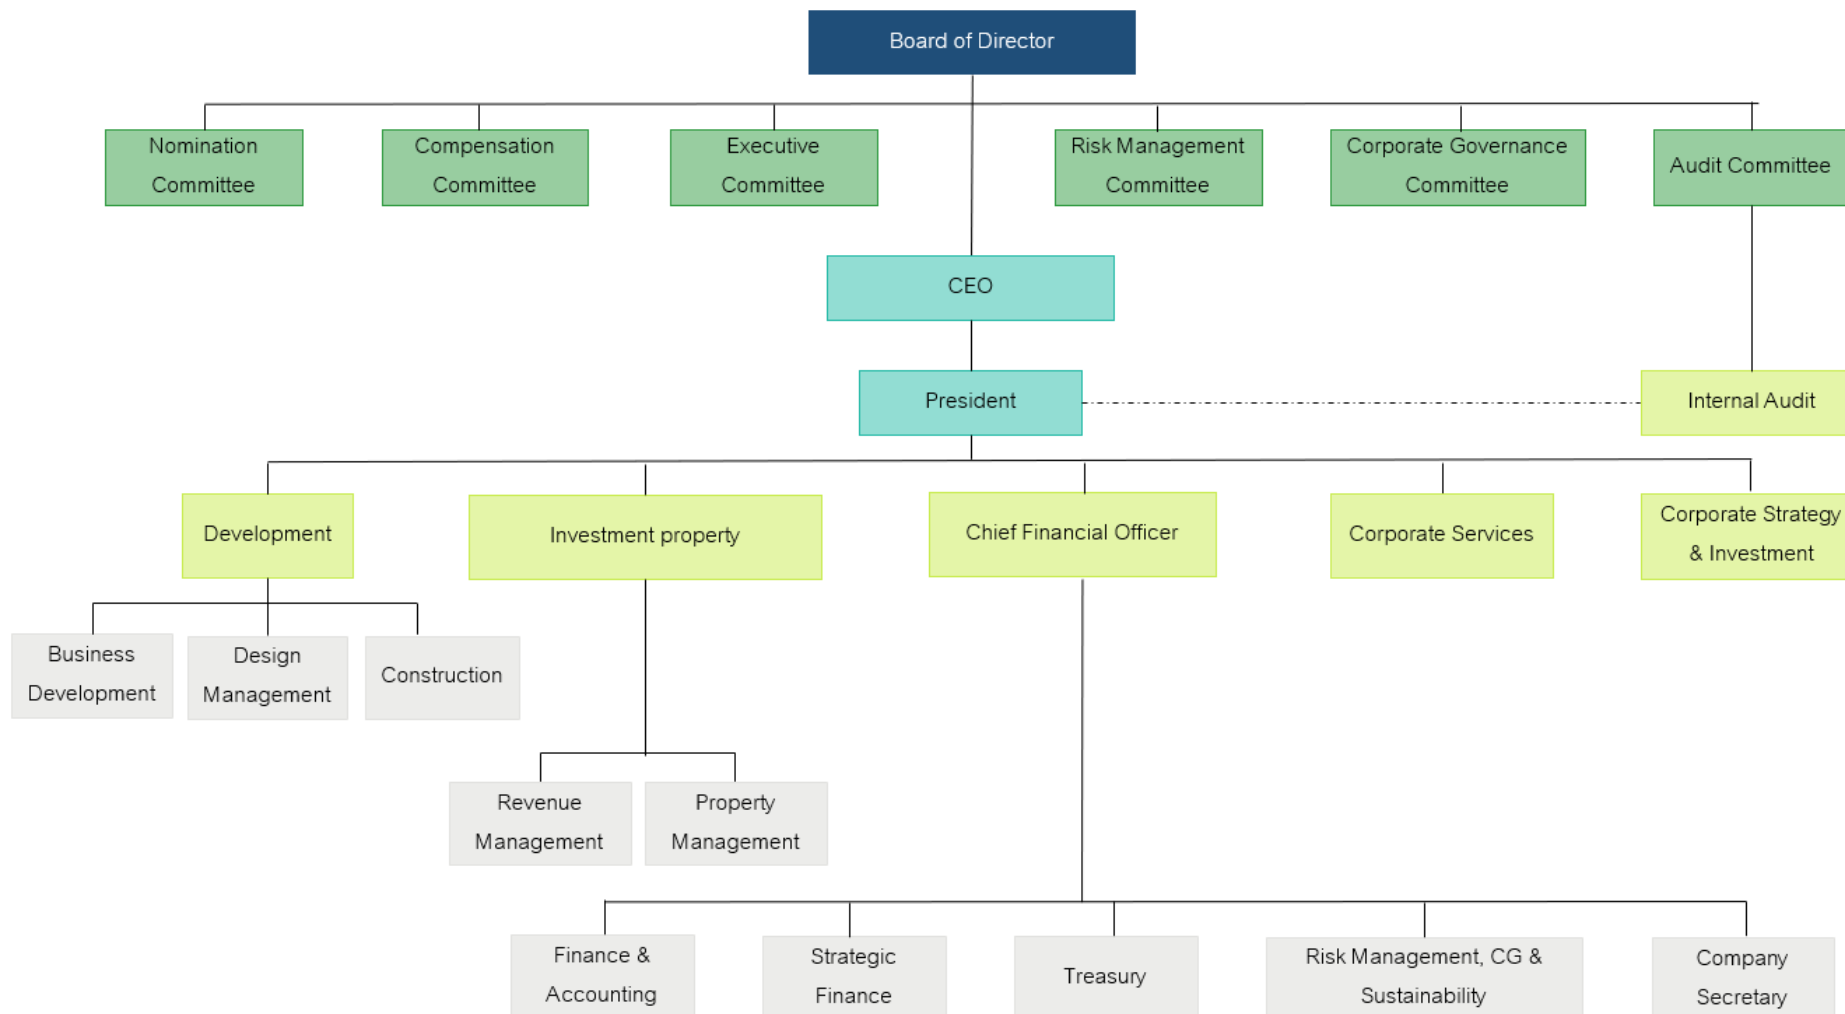 Board of Director
Nomination
Committee
Compensation
Committee
Executive
Committee
Risk Management
Committee
Corporate Governance
Committee
Audit Committee
CEO
President
Internal Audit
Development
Investment property
Chief Financial Officer
Corporate Services
Corporate Strategy
& Investment
Business
Development
Design
Management
Construction
Revenue
Management
Property
Management
Finance &
Accounting
Strategic
Finance
Treasury
Risk Management, CG &
Sustainability
Company
Secretary